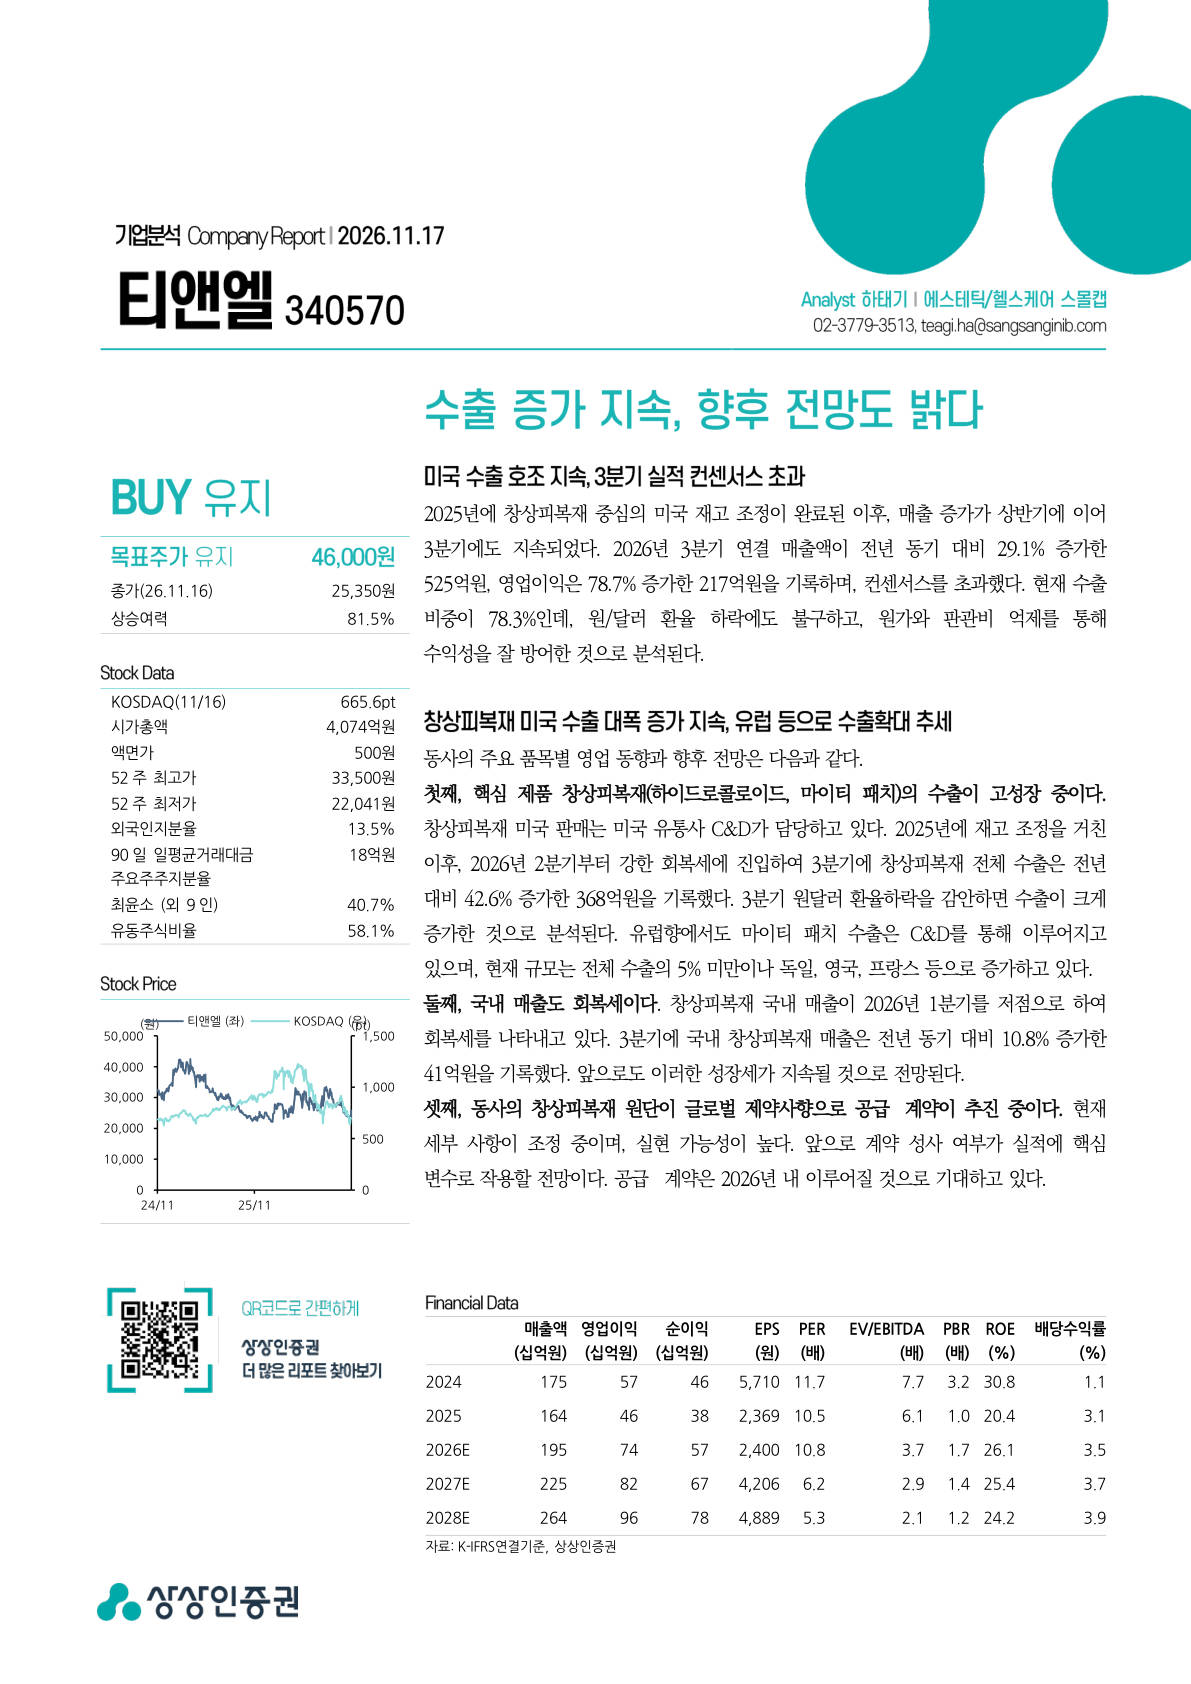 기업분석 Company Report | 2026.11.17
티앤엘 340570
Analyst 하태기 | 에스테틱/헬스케어 스몰캡
02-3779-3513, teagi.ha@sangsanginib.com
수출 증가 지속, 향후 전망도 밝다
BUY 유지
목표주가 유지 46,000원
종가(26.11.16) 25,350원
상승여력 81.5%
Stock Data
KOSDAQ(11/16) 665.6pt
시가총액 4,074억원
액면가 500원
52 주 최고가 33,500원
52 주 최저가 22,041원
외국인지분율 13.5%
90 일 일평균거래대금 18억원
주요주주지분율
최윤소 (외 9 인) 40.7%
유동주식비율 58.1%
Stock Price
(원) 티앤엘 (좌) KOSDAQ (우) (pt)
50,000 1,500
40,000
30,000 1,000
20,000
10,000 500
0 0
24/11 25/11
QR코드로 간편하게
상상인증권
더 많은 리포트 찾아보기
미국 수출 호조 지속, 3분기 실적 컨센서스 초과
2025년에 창상피복재 중심의 미국 재고 조정이 완료된 이후, 매출 증가가 상반기에 이어
3분기에도 지속되었다. 2026년 3분기 연결 매출액이 전년 동기 대비 29.1% 증가한
525억원, 영업이익은 78.7% 증가한 217억원을 기록하며, 컨센서스를 초과했다. 현재 수출
비중이 78.3%인데, 원/달러 환율 하락에도 불구하고, 원가와 판관비 억제를 통해
수익성을 잘 방어한 것으로 분석된다.
창상피복재 미국 수출 대폭 증가 지속, 유럽 등으로 수출확대 추세
동사의 주요 품목별 영업 동향과 향후 전망은 다음과 같다.
첫째, 핵심 제품 창상피복재(하이드로콜로이드, 마이티 패치)의 수출이 고성장 중이다.
창상피복재 미국 판매는 미국 유통사 C&D가 담당하고 있다. 2025년에 재고 조정을 거친
이후, 2026년 2분기부터 강한 회복세에 진입하여 3분기에 창상피복재 전체 수출은 전년
대비 42.6% 증가한 368억원을 기록했다. 3분기 원달러 환율하락을 감안하면 수출이 크게
증가한 것으로 분석된다. 유럽향에서도 마이티 패치 수출은 C&D를 통해 이루어지고
있으며, 현재 규모는 전체 수출의 5% 미만이나 독일, 영국, 프랑스 등으로 증가하고 있다.
둘째, 국내 매출도 회복세이다. 창상피복재 국내 매출이 2026년 1분기를 저점으로 하여
회복세를 나타내고 있다. 3분기에 국내 창상피복재 매출은 전년 동기 대비 10.8% 증가한
41억원을 기록했다. 앞으로도 이러한 성장세가 지속될 것으로 전망된다.
셋째, 동사의 창상피복재 원단이 글로벌 제약사향으로 공급 계약이 추진 중이다. 현재
세부 사항이 조정 중이며, 실현 가능성이 높다. 앞으로 계약 성사 여부가 실적에 핵심
변수로 작용할 전망이다. 공급 계약은 2026년 내 이루어질 것으로 기대하고 있다.
Financial Data
매출액 영업이익 순이익 EPS PER EV/EBITDA PBR ROE 배당수익률
(십억원) (십억원) (십억원) (원) (배) (배) (배) (%) (%)
2024 175 57 46 5,710 11.7 7.7 3.2 30.8 1.1
2025 164 46 38 2,369 10.5 6.1 1.0 20.4 3.1
2026E 195 74 57 2,400 10.8 3.7 1.7 26.1 3.5
2027E 225 82 67 4,206 6.2 2.9 1.4 25.4 3.7
2028E 264 96 78 4,889 5.3 2.1 1.2 24.2 3.9
자료: K-IFRS연결기준, 상상인증권
상상인증권